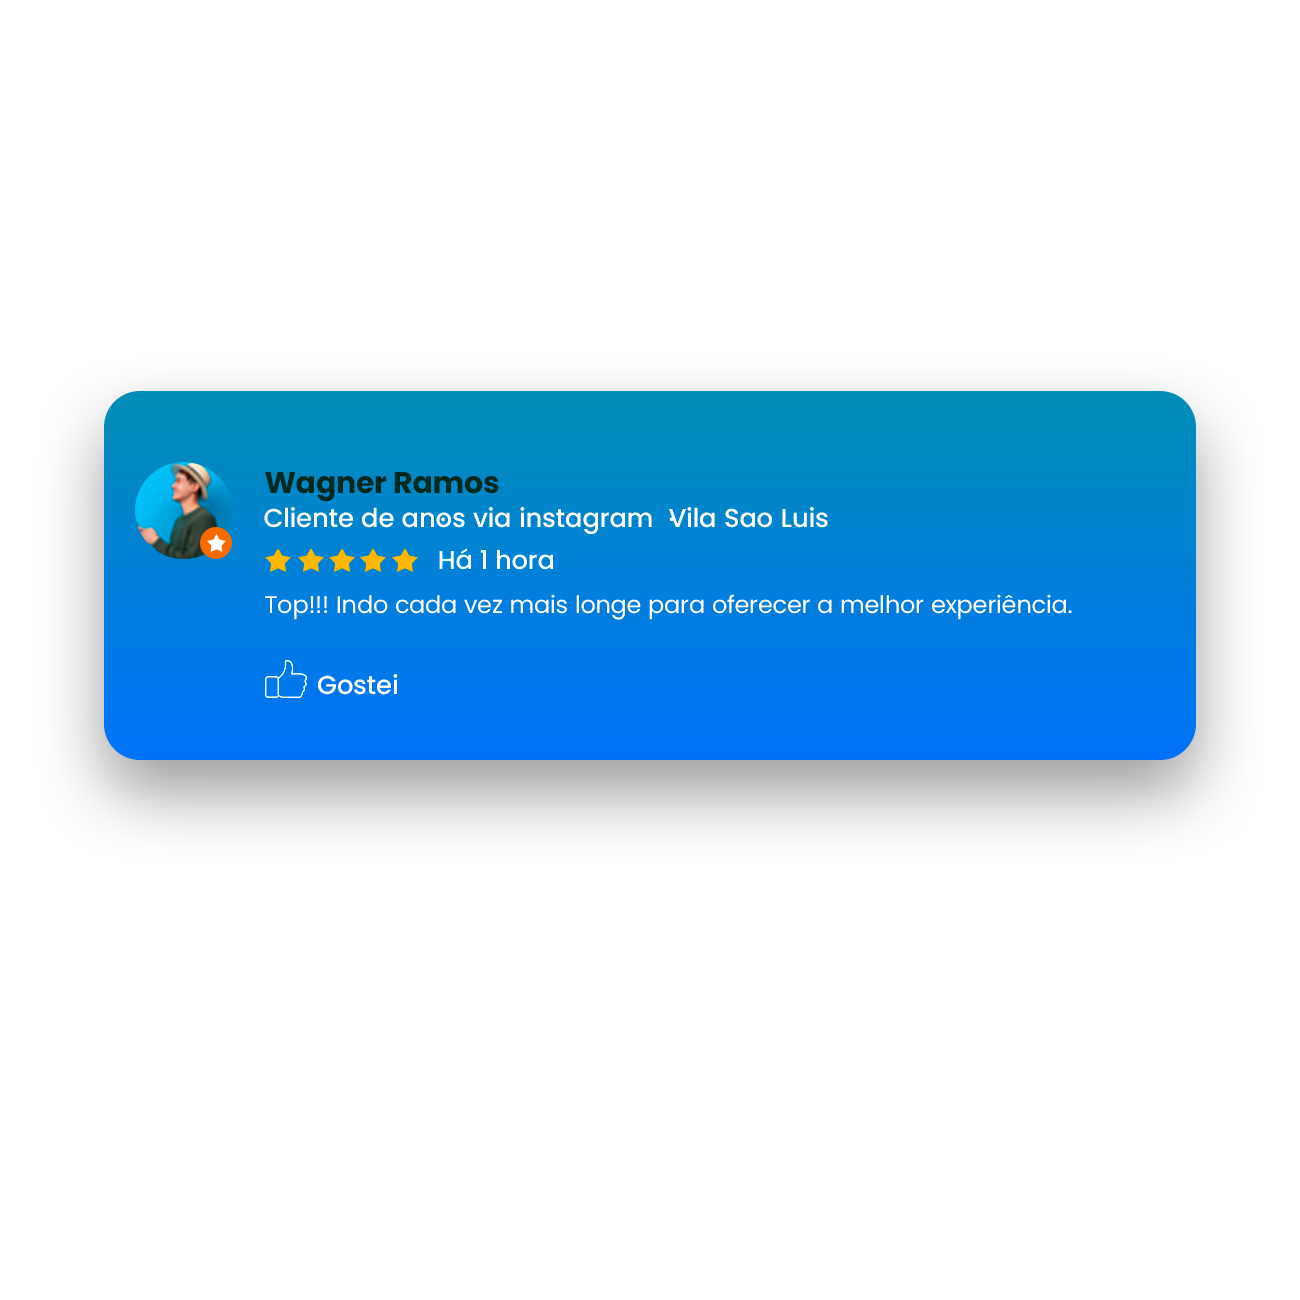 Wagner Ramos
Cliente de anos via instagram Vila Sao Luis
Há 1 hora
Top!!! Indo cada vez mais longe para oferecer a melhor experiência.
Gostei